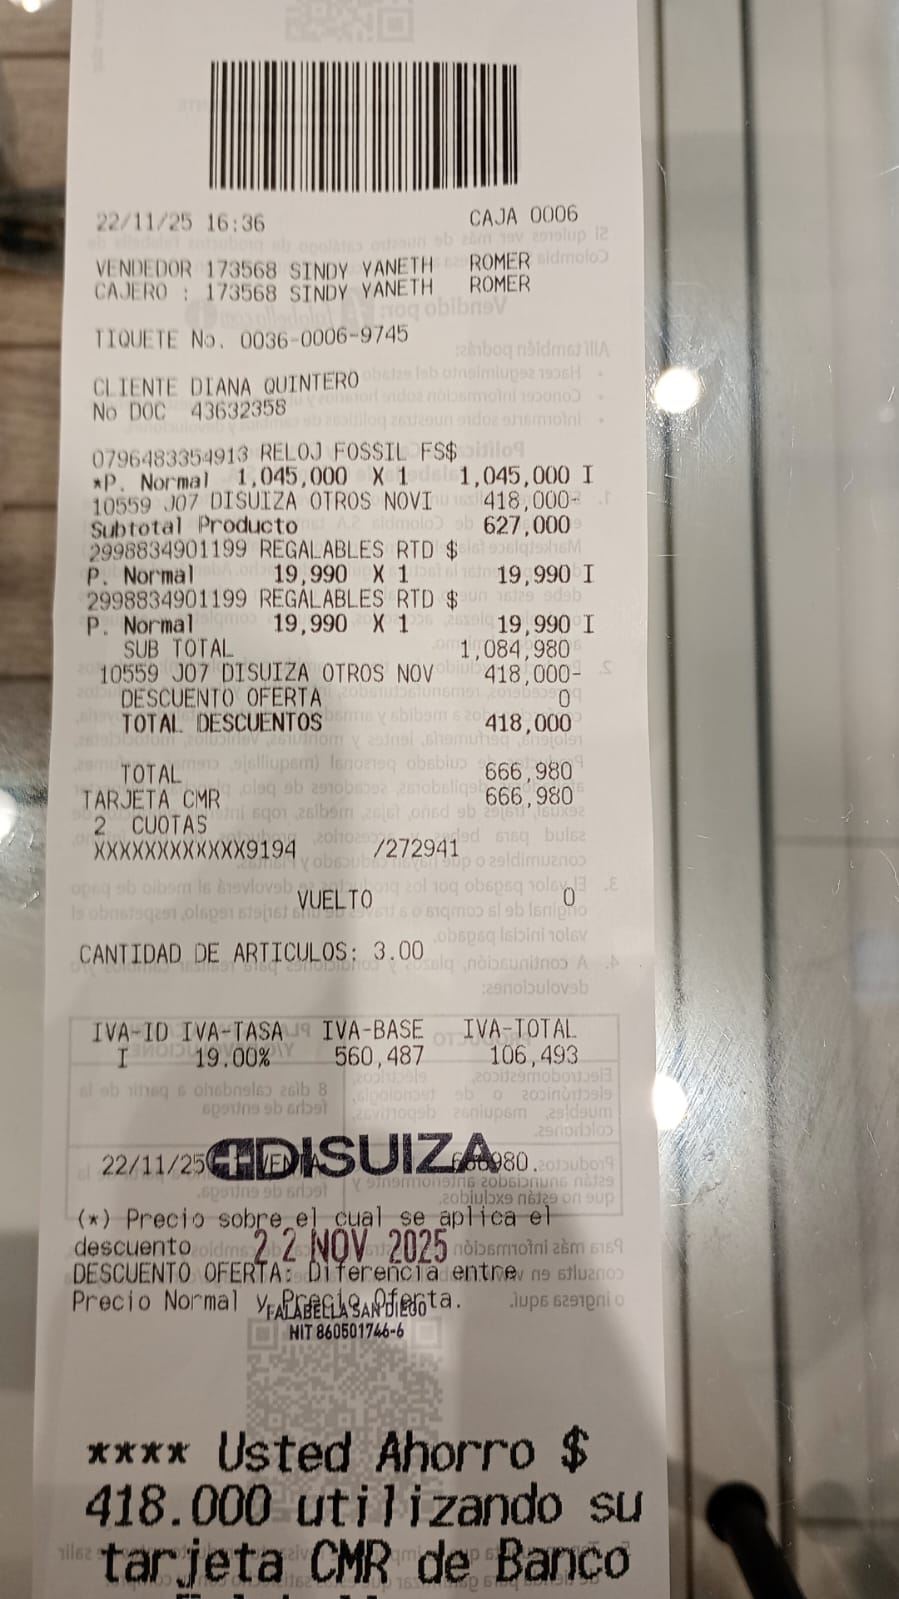 22/11/25 16:36 CAJA 0006
VENDEDOR 173568 SINDY YANETH ROMER
CAJERO : 173568 SINDY YANETH ROMER
TIQUETE No. 0036-0006-9745
CLIENTE DIANA QUINTERO
No DOC 43632358
0796483354913 RELOJ FOSSIL FS$
*P. Normal 1,045,000 X 1 1,045,000 I
10559 J07 DISUIZA OTROS NOVI 418,000-
Subtotal Producto 627,000
2998834901199 REGALABLES RTD $
P. Normal 19,990 X 1 19,990 I
2998834901199 REGALABLES RTD $
P. Normal 19,990 X 1 19,990 I
SUB TOTAL 1,084,980
10559 J07 DISUIZA OTROS NOV 418,000-
DESCUENTO OFERTA 0
TOTAL DESCUENTOS 418,000
TOTAL 666,980
TARJETA CMR 666,980
2 CUOTAS
XXXXXXXXXXXX9194 /272941
VUELTO 0
CANTIDAD DE ARTICULOS: 3.00
IVA-ID IVA-TASA IVA-BASE IVA-TOTAL
I 19.00% 560,487 106,493
DISUIZA
22/11/25
(*) Precio sobre el cual se aplica el
descuento
22 NOV 2025
DESCUENTO OFERTA: Diferencia entre
Precio Normal y Precio Oferta.
FALABELLA SAN DIEGO
NIT 860501746-6
**** Usted Ahorro $
418.000 utilizando su
tarjeta CMR de Banco